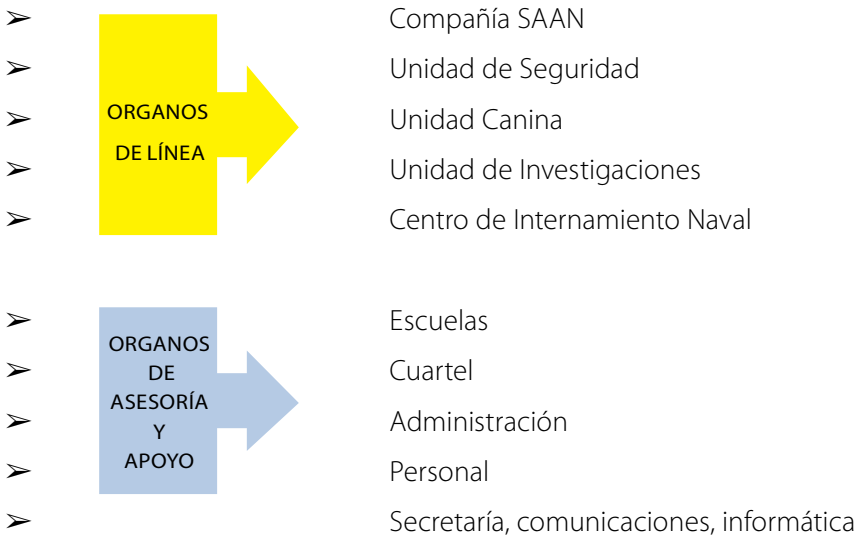 ORGANOS
DE LÍNEA
➢ Compañía SAAN
➢ Unidad de Seguridad
➢ Unidad Canina
➢ Unidad de Investigaciones
➢ Centro de Internamiento Naval
ORGANOS
DE
ASESORÍA
Y
APOYO
➢ Escuelas
➢ Cuartel
➢ Administración
➢ Personal
➢ Secretaría, comunicaciones, informática